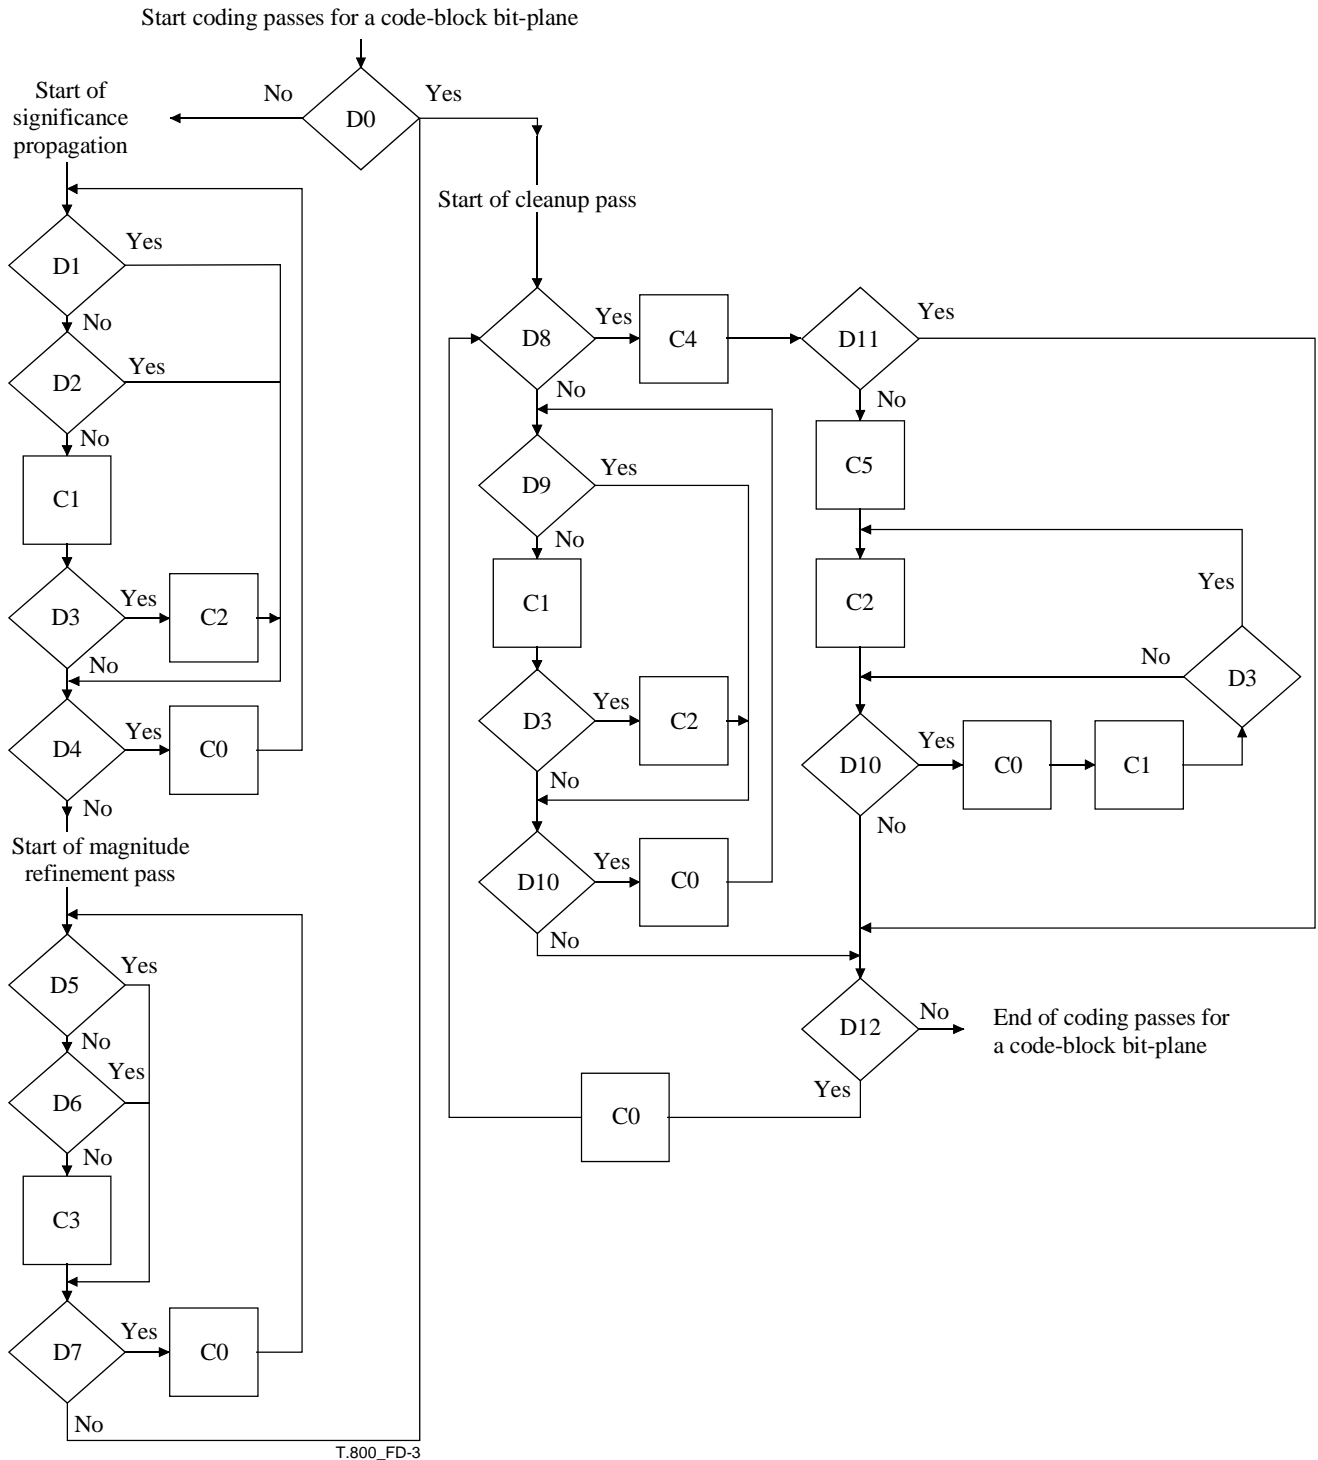 Start coding passes for a code-block bit-plane
No
Yes
D0
Start of
significance
propagation
D1
Yes
No
D2
Yes
No
C1
D3
Yes
C2
No
D4
Yes
C0
No
Start of magnitude
refinement pass
D5
Yes
No
D6
Yes
No
C3
D7
Yes
C0
No
Start of cleanup pass
D8
Yes
C4
No
D9
Yes
No
C1
D3
Yes
C2
No
D10
Yes
C0
No
D11
Yes
No
C5
C2
Yes
No
D3
D10
Yes
C0
C1
No
D12
No
End of coding passes for
a code-block bit-plane
Yes
C0
T.800_FD-3